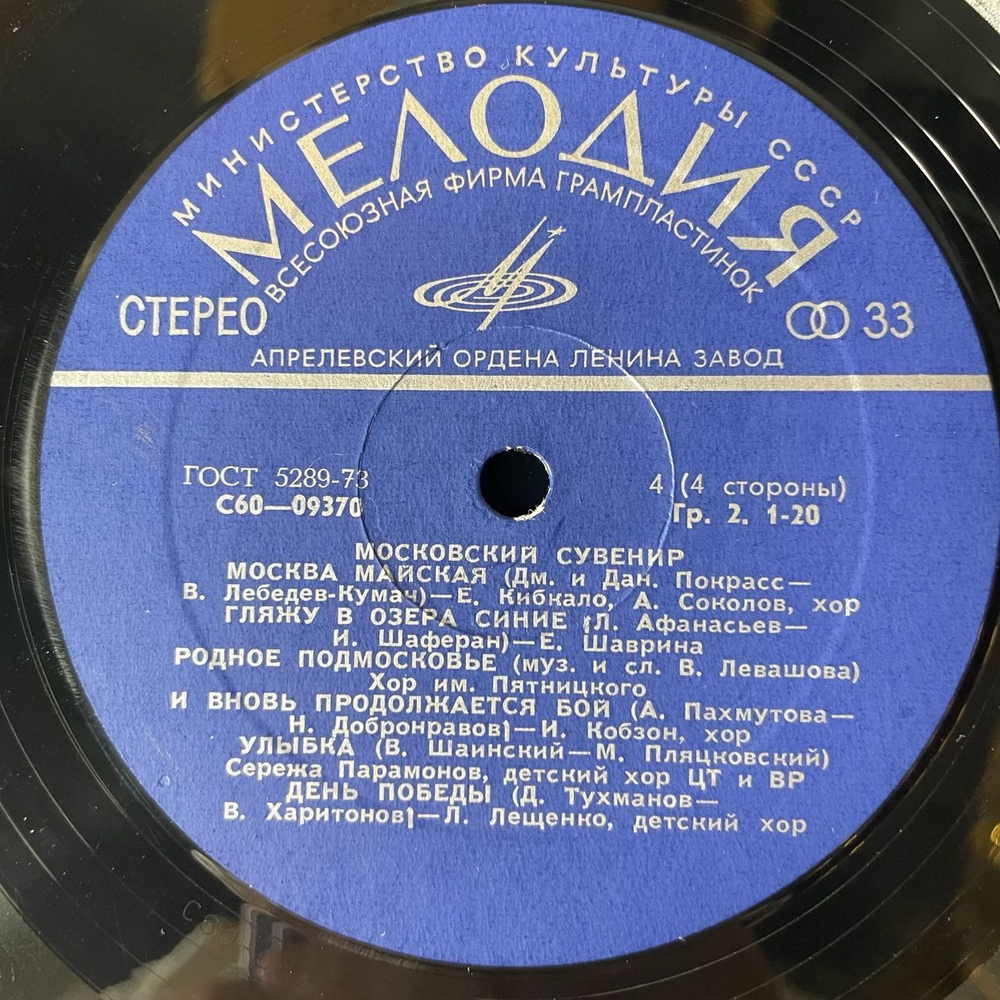 МИНИСТЕРСТВО КУЛЬТУРЫ СССР
МЕЛОДИЯ
ВСЕСОЮЗНАЯ ФИРМА ГРАМПЛАСТИНОК
СТЕРЕО
33
АПРЕЛЕВСКИЙ ОРДЕНА ЛЕНИНА ЗАВОД
ГОСТ 5289-73
С60—09370
4 (4 стороны)
Гр. 2. 1-20
МОСКОВСКИЙ СУВЕНИР
МОСКВА МАЙСКАЯ (Дм. и Дан. Покрасс—
В. Лебедев-Кумач)—Е. Кибкало, А. Соколов, хор
ГЛЯЖУ В ОЗЕРА СИНИЕ (Л. Афанасьев—
И. Шаферан)—Е. Шаврина
РОДНОЕ ПОДМОСКОВЬЕ (муз. и сл. В. Левашова)
Хор им. Пятницкого
И ВНОВЬ ПРОДОЛЖАЕТСЯ БОЙ (А. Пахмутова—
Н. Добронравов)—И. Кобзон, хор
УЛЫБКА (В. Шаинский—М. Пляцковский)
Сережа Парамонов, детский хор ЦТ и ВР
ДЕНЬ ПОБЕДЫ (Д. Тухманов—
В. Харитонов)—Л. Лещенко, детский хор